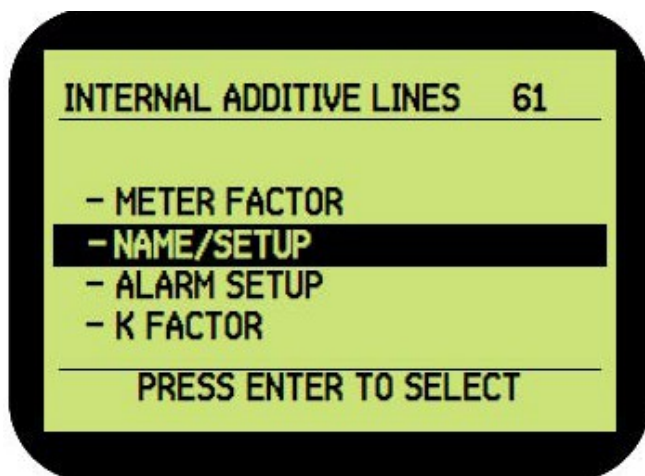 INTERNAL ADDITIVE LINES 61
- METER FACTOR
- NAME/SETUP
- ALARM SETUP
- K FACTOR
PRESS ENTER TO SELECT